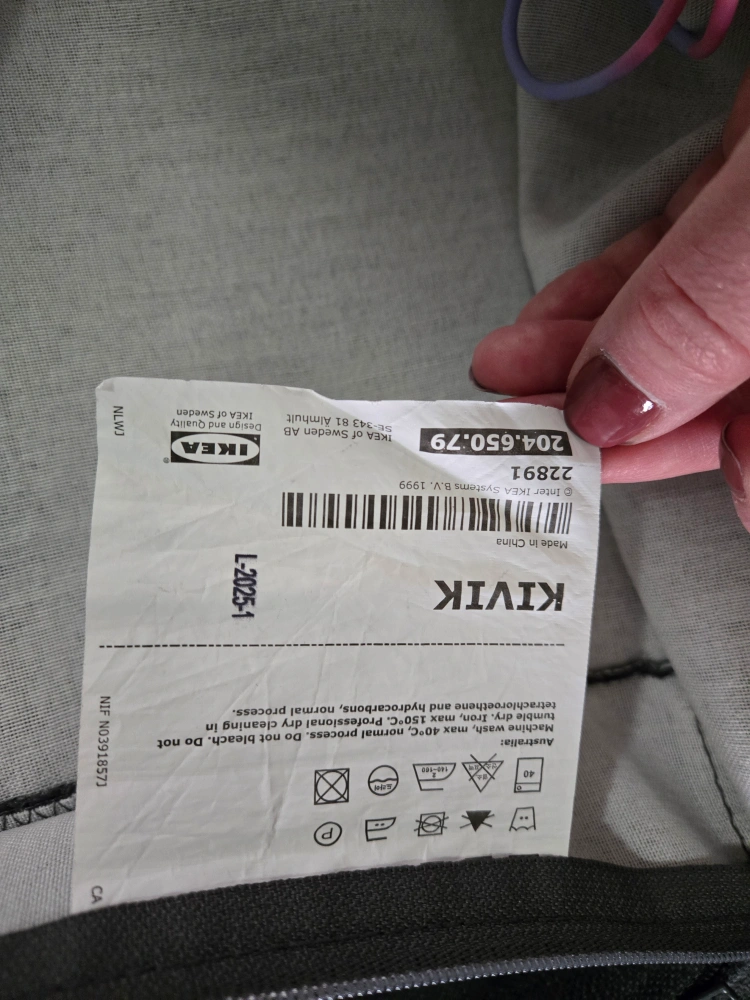 Australia:
Machine wash, max 40°C, normal process. Do not bleach. Do not
tumble dry. Iron, max 150°C. Professional dry cleaning in
tetrachloroethene and hydrocarbons, normal process.
KIVIK
L-2025-1
Made in China
© Inter IKEA Systems B.V. 1999
22891
204.650.79
IKEA of Sweden AB
SE-343 81 Älmhult
IKEA
®
Design and Quality
IKEA of Sweden
NLWJ
NIF N0391857J
CA
40
140~160
P